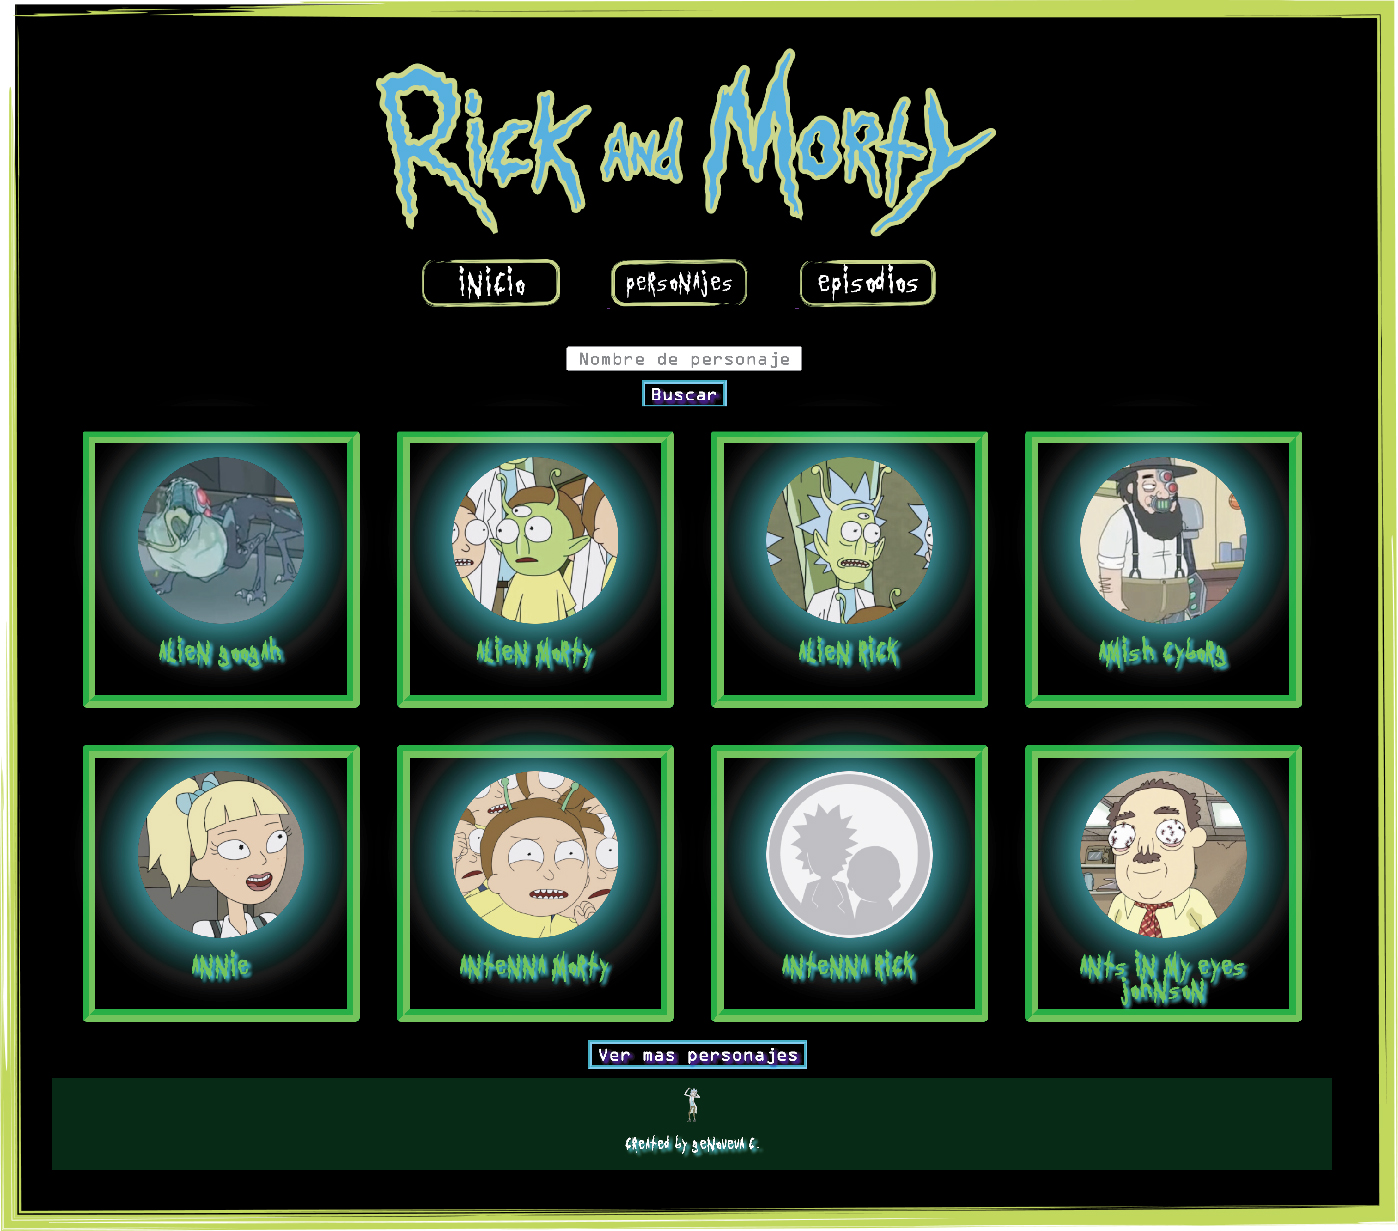 Rick and Morty
inicio
personajes
episodios
Nombre de personaje
Buscar
Alien googah
Alien Morty
Alien Rick
Amish Cyborg
Annie
Antenna Morty
Antenna Rick
Ants in my Eyes
Johnson
Ver mas personajes
Created by Genoveva C.